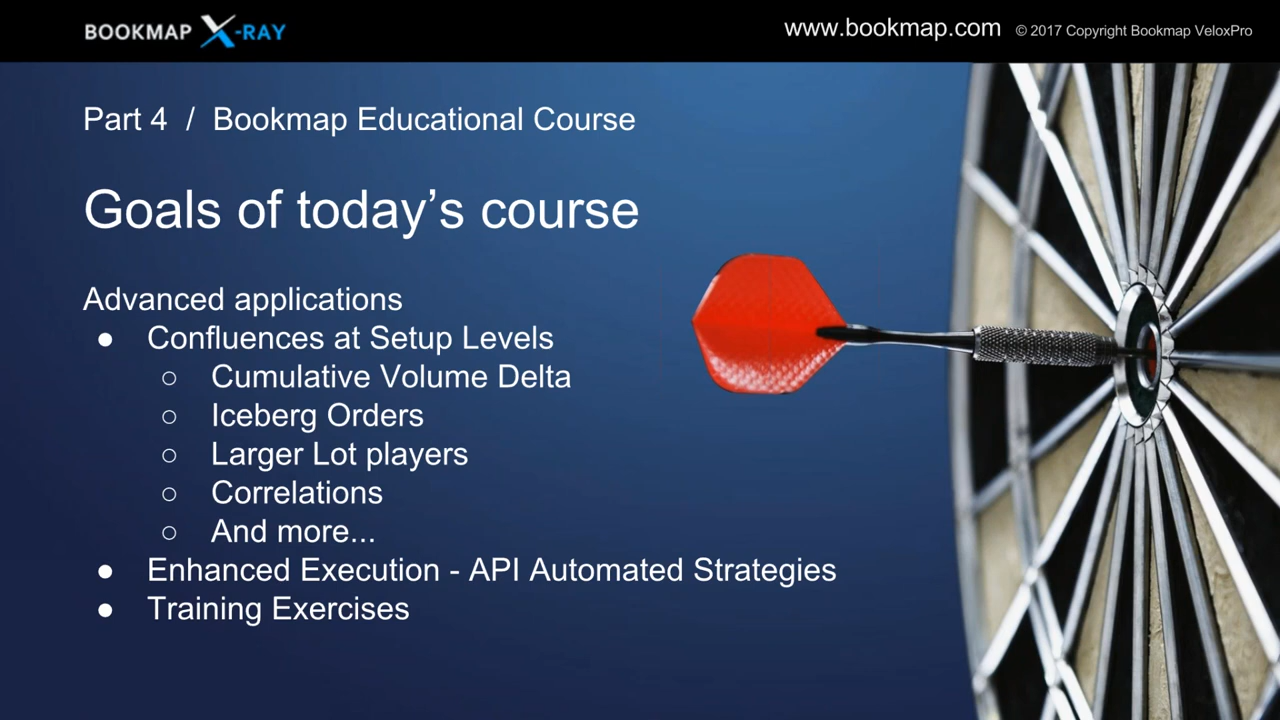 BOOKMAP X-RAY
www.bookmap.com © 2017 Copyright Bookmap VeloxPro
Part 4 / Bookmap Educational Course
Goals of today’s course
Advanced applications
● Confluences at Setup Levels
○ Cumulative Volume Delta
○ Iceberg Orders
○ Larger Lot players
○ Correlations
○ And more...
● Enhanced Execution - API Automated Strategies
● Training Exercises